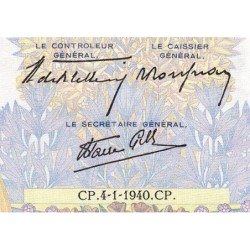 LE CONTROLEUR GÉNÉRAL,
LE CAISSIER GÉNÉRAL,
LE SECRÉTAIRE GÉNÉRAL,
CP.4-1-1940.CP.